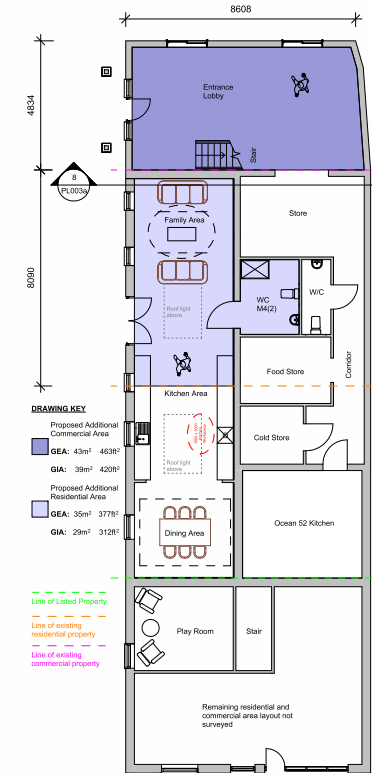 8608
4834
Entrance
Lobby
Stair
8
PL003a
8090
Family Area
Store
Roof light
above
WC
M4(2)
W/C
Corridor
Food Store
Kitchen Area
Cold Store
Roof light
above
DRAWING KEY
Proposed Additional
Commercial Area
GEA: 43m² 463ft²
GIA: 39m² 420ft²
Proposed Additional
Residential Area
GEA: 35m² 377ft²
GIA: 29m² 312ft²
Dining Area
Ocean 52 Kitchen
Line of Listed Property
Line of existing
residential property
Line of existing
commercial property
Play Room
Stair
Remaining residential and
commercial area layout not
surveyed